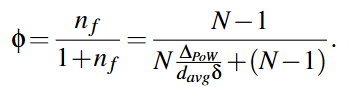 ϕ = n_f / (1 + n_f) = (N − 1) / (N (Δ_PoW / (d_avg δ)) + (N − 1)).